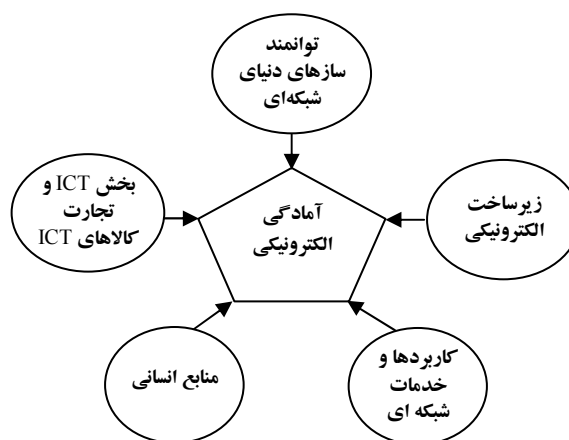 توانمند
سازهای دنیای
شبکه‌ای
زیرساخت
الکترونیکی
آمادگی
الکترونیکی
بخش ICT و
تجارت
کالاهای ICT
کاربردها و
خدمات
شبکه ای
منابع انسانی